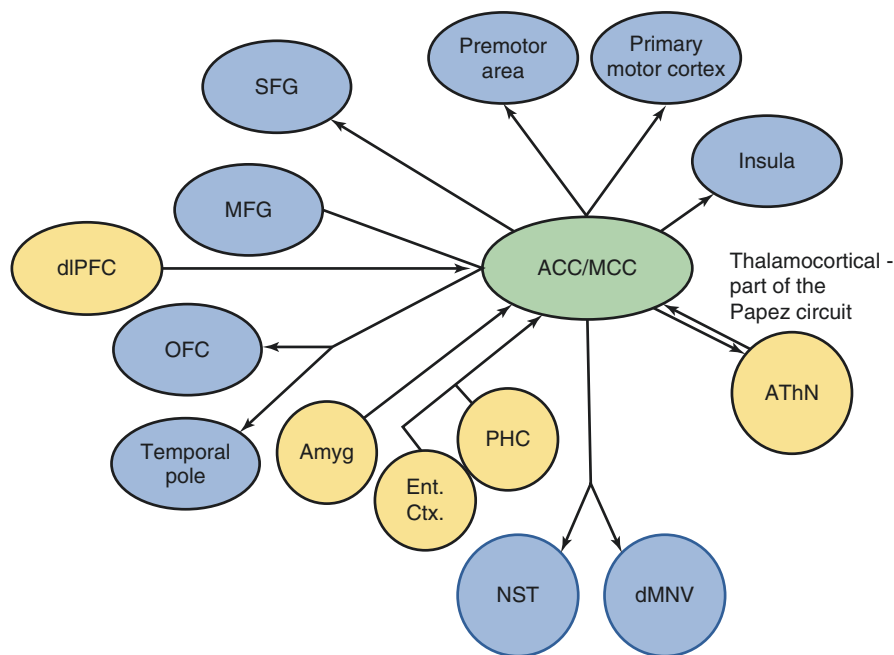 Premotor
area
Primary
motor cortex
SFG
Insula
MFG
dlPFC
ACC/MCC
Thalamocortical -
part of the
Papez circuit
OFC
AThN
Temporal
pole
Amyg
PHC
Ent.
Ctx.
NST
dMNV